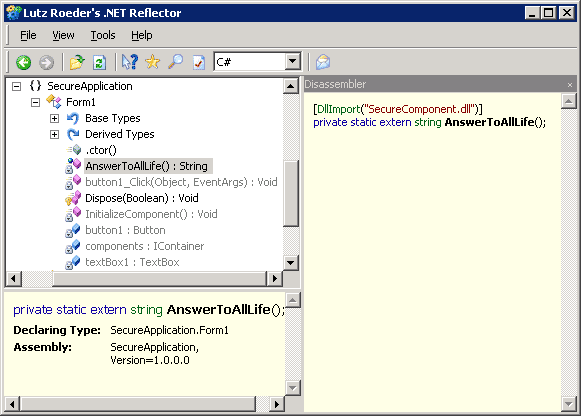 Lutz Roeder's .NET Reflector
File View Tools Help
C#
{} SecureApplication
Form1
Base Types
Derived Types
.ctor()
AnswerToAllLife() : String
button1_Click(Object, EventArgs) : Void
Dispose(Boolean) : Void
InitializeComponent() : Void
button1 : Button
components : IContainer
textBox1 : TextBox
private static extern string AnswerToAllLife();
Declaring Type: SecureApplication.Form1
Assembly: SecureApplication,
Version=1.0.0.0
Disassembler
[DllImport("SecureComponent.dll")]
private static extern string AnswerToAllLife();